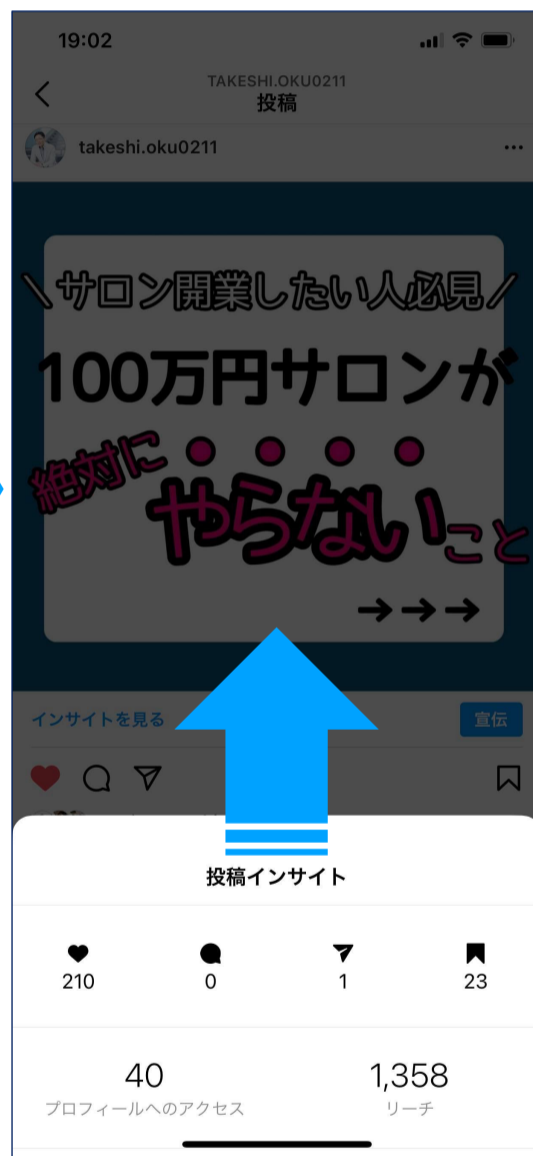 19:02
TAKESHI.OKU0211
投稿
takeshi.oku0211
\サロン開業したい人必見/
100万円サロンが
絶対に
やらないこと
→→→
インサイトを見る
宣伝
投稿インサイト
210
0
1
23
40
1,358
プロフィールへのアクセス
リーチ